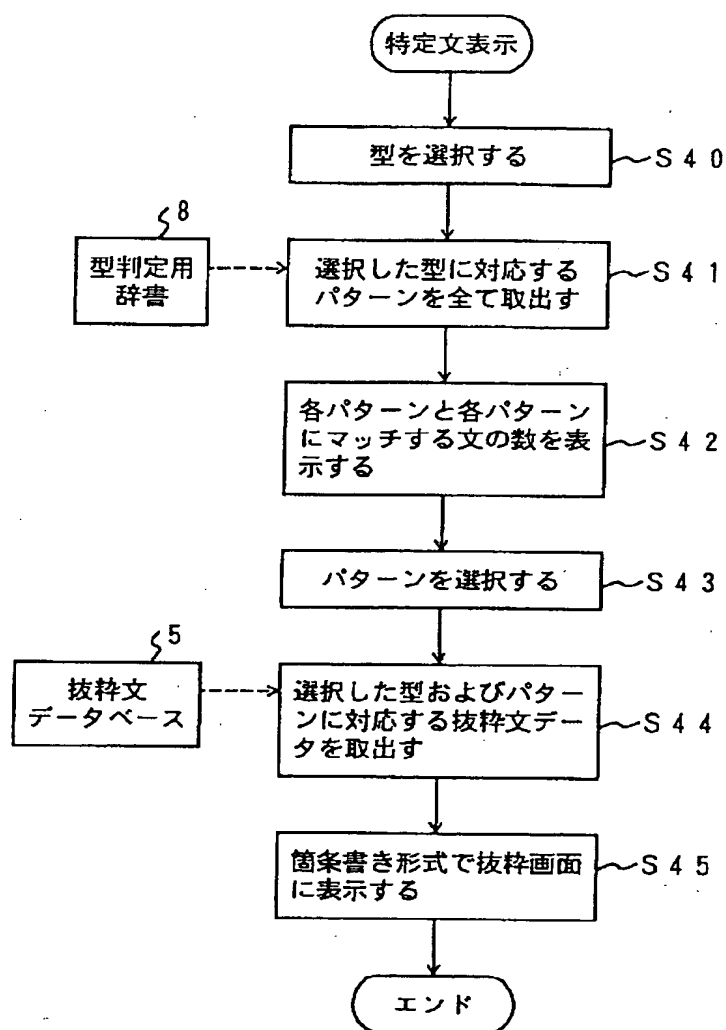 特定文表示
型を選択する
S40
8
型判定用
辞書
選択した型に対応する
パターンを全て取出す
S41
各パターンと各パターン
にマッチする文の数を表
示する
S42
パターンを選択する
S43
5
抜粋文
データベース
選択した型およびパター
ンに対応する抜粋文デー
タを取出す
S44
箇条書き形式で抜粋画面
に表示する
S45
エンド